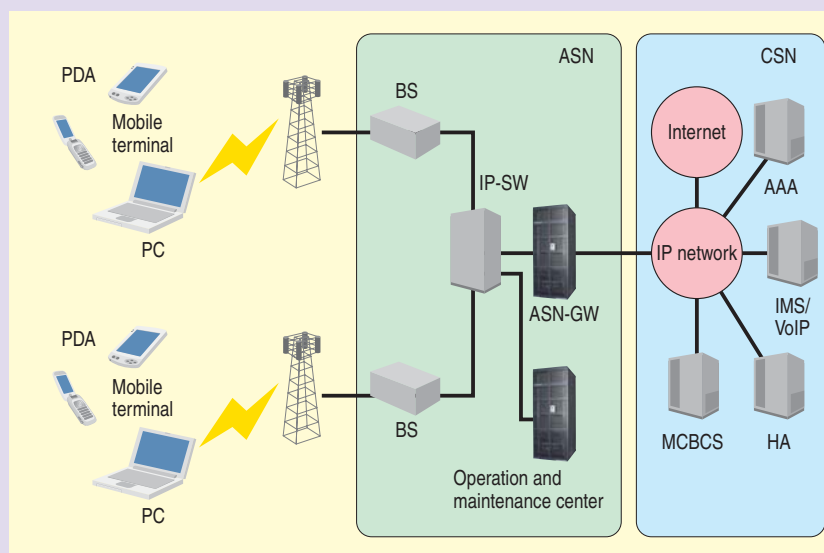 ASN
CSN
PDA
Mobile
terminal
PC
BS
IP-SW
ASN-GW
Internet
AAA
IP network
IMS/
VoIP
MCBCS
HA
PDA
Mobile
terminal
PC
BS
Operation and
maintenance center